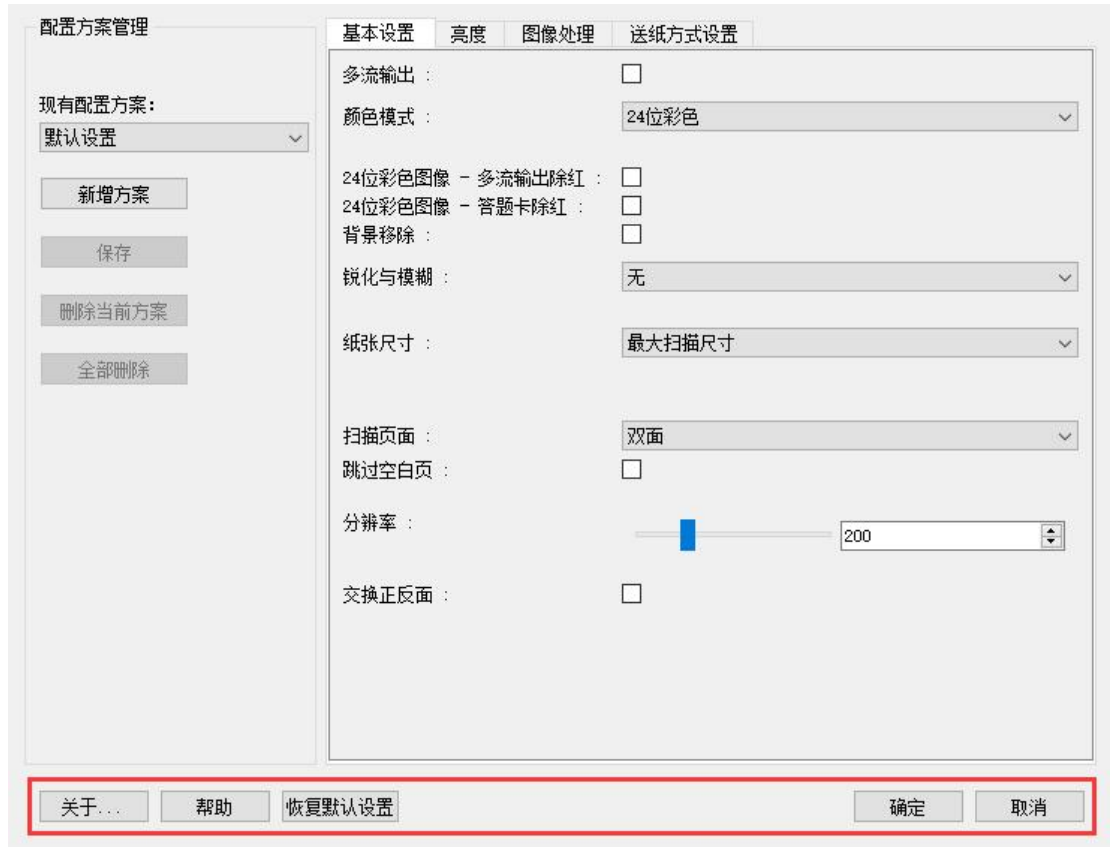 配置方案管理
现有配置方案：
默认设置
新增方案
保存
删除当前方案
全部删除
基本设置 亮度 图像处理 送纸方式设置
多流输出 :
颜色模式 : 24位彩色
24位彩色图像 - 多流输出除红 :
24位彩色图像 - 答题卡除红 :
背景移除 :
锐化与模糊 : 无
纸张尺寸 : 最大扫描尺寸
扫描页面 : 双面
跳过空白页 :
分辨率 : 200
交换正反面 :
关于... 帮助 恢复默认设置 确定 取消